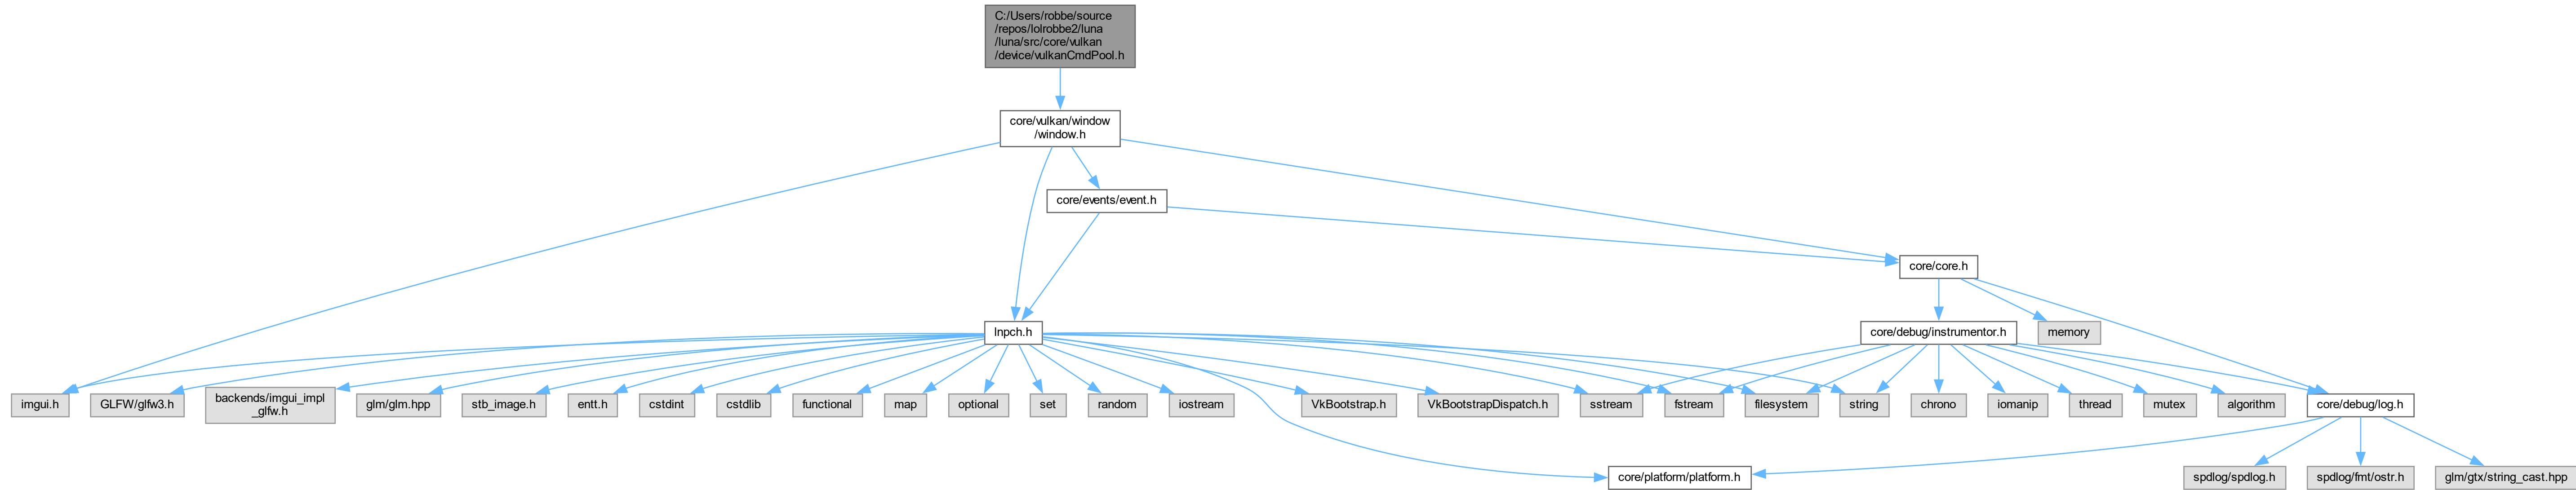 C:/Users/robbe/source
/repos/lolrobbe2/luna
/luna/src/core/vulkan
/device/vulkanCmdPool.h
core/vulkan/window
/window.h
core/events/event.h
core/core.h
lnpch.h
core/debug/instrumentor.h
memory
imgui.h
GLFW/glfw3.h
backends/imgui_impl
_glfw.h
glm/glm.hpp
stb_image.h
entt.h
cstdint
cstdlib
functional
map
optional
set
random
iostream
VkBootstrap.h
VkBootstrapDispatch.h
sstream
fstream
filesystem
string
chrono
iomanip
thread
mutex
algorithm
core/debug/log.h
core/platform/platform.h
spdlog/spdlog.h
spdlog/fmt/ostr.h
glm/gtx/string_cast.hpp